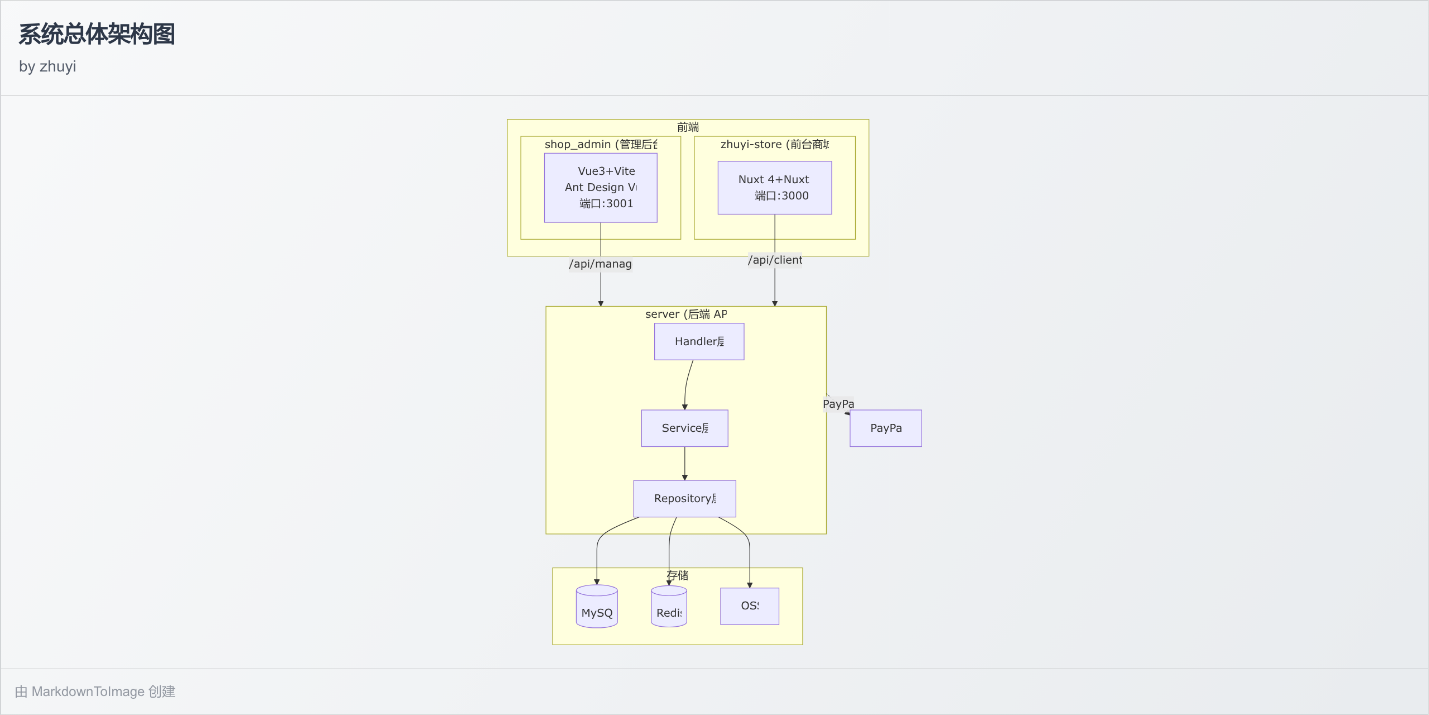 系统总体架构图
by zhuyi
前端
shop_admin (管理后台
zhuyi-store (前台商城
Vue3+Vite
Ant Design Vu
端口:3001
Nuxt 4+Nuxt
端口:3000
/api/manag
/api/client
server (后端 AP
Handler层
Service层
PayPa
PayPa
Repository层
存储
MySQ
Redis
OSS
由 MarkdownToImage 创建